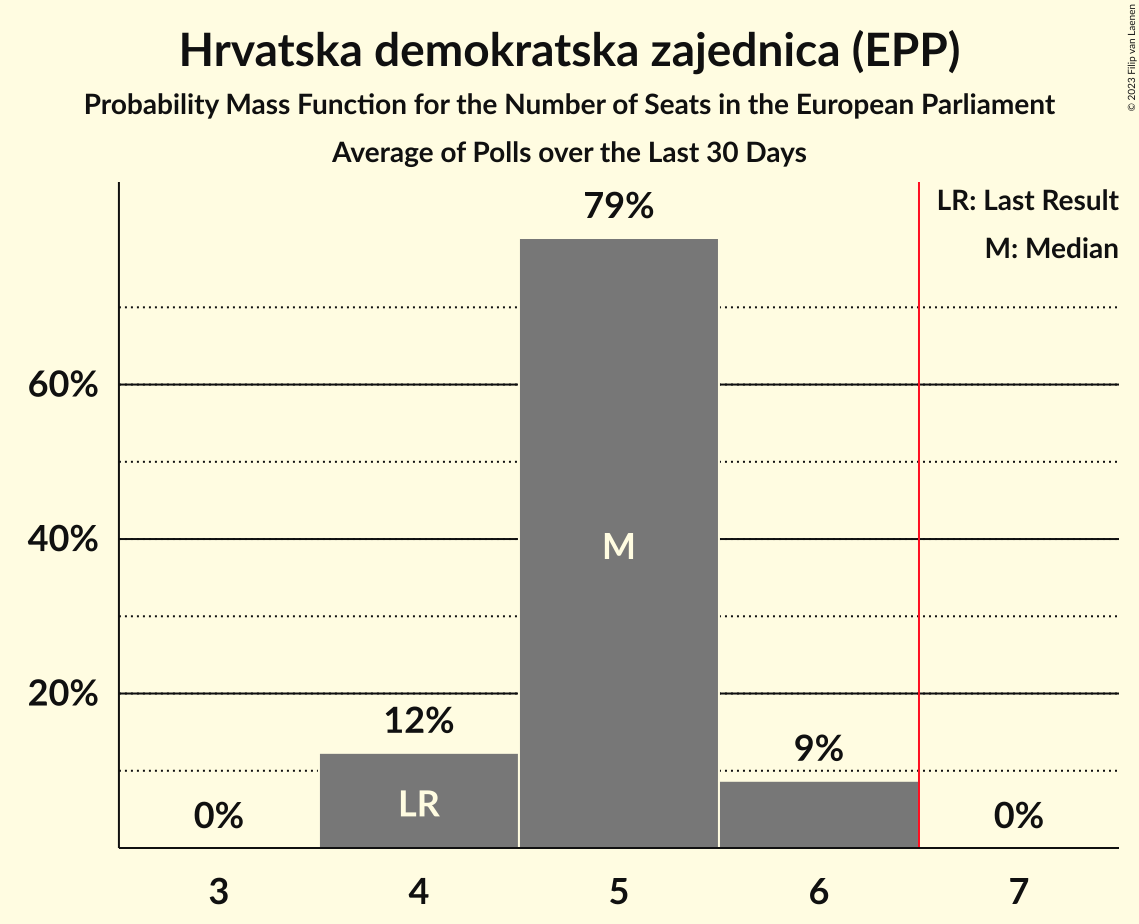 Hrvatska demokratska zajednica (EPP)
Probability Mass Function for the Number of Seats in the European Parliament
Average of Polls over the Last 30 Days
© 2023 Filip van Laenen
LR: Last Result
M: Median
79%
60%
40%
20%
M
12%
LR
9%
0%
0%
3 4 5 6 7